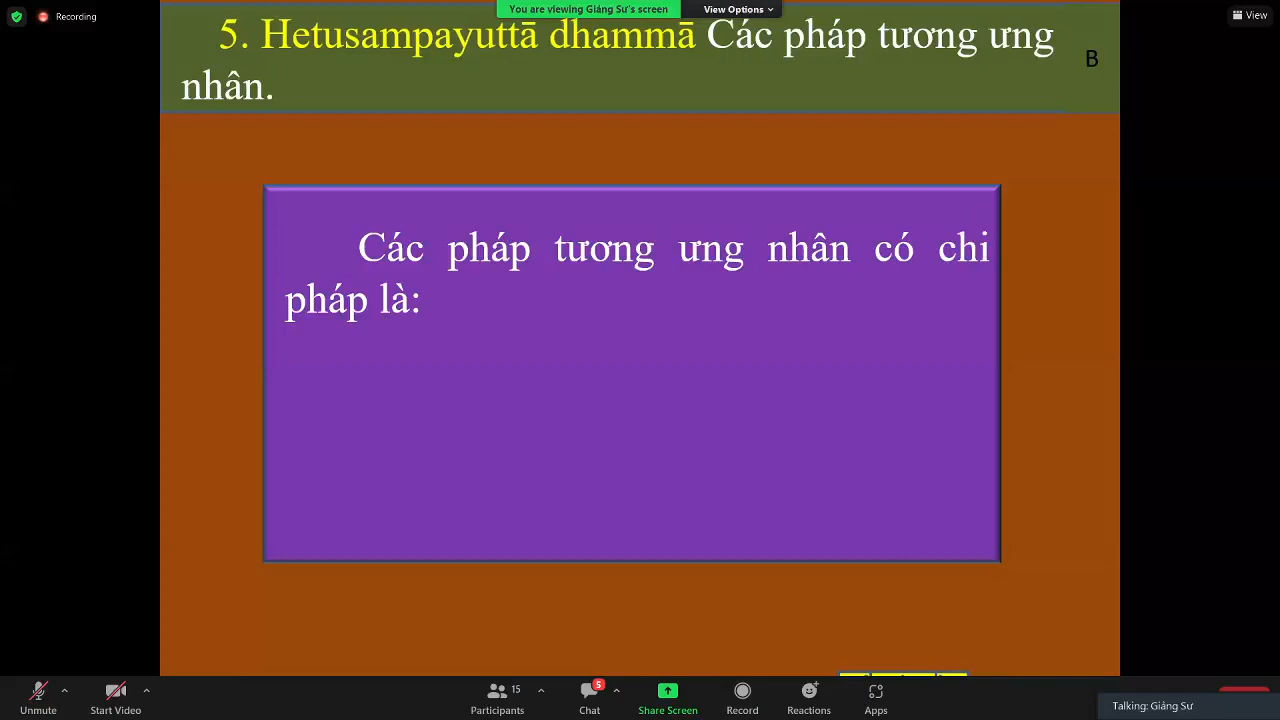 You are viewing Giảng Sư's screen
View Options
Recording
View
5. Hetusampayuttā dhammā Các pháp tương ưng
nhân.
B
Các pháp tương ưng nhân có chi
pháp là:
Unmute
Start Video
Participants
15
Chat
5
Share Screen
Record
Reactions
Apps
Talking: Giảng Sư